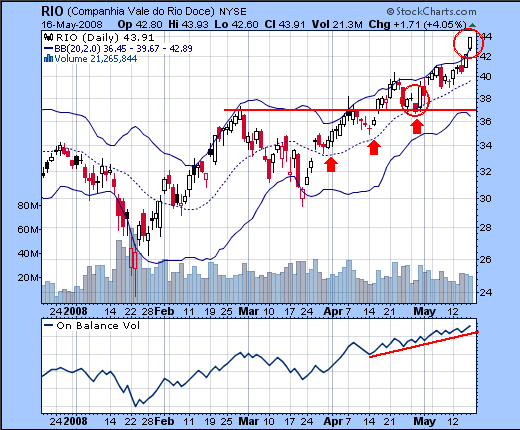 RIO (Companhia Vale do Rio Doce) NYSE
© StockCharts.com
16-May-2008 Op 42.80 Hi 43.93 Lo 42.60 Cl 43.91 Vol 21.3M Chg +1.71 (+4.05%)
RIO (Daily) 43.91
BB(20,2.0) 36.45 - 39.67 - 42.89
Volume 21,265,844
44
42
40
38
36
34
32
30
28
26
24
80M
60M
40M
20M
24 2008 14 22 28 Feb 11 19 25 Mar 10 17 24 Apr 7 14 21 May 12
On Balance Vol
24 2008 14 22 28 Feb 11 19 25 Mar 10 17 24 Apr 7 14 21 May 12